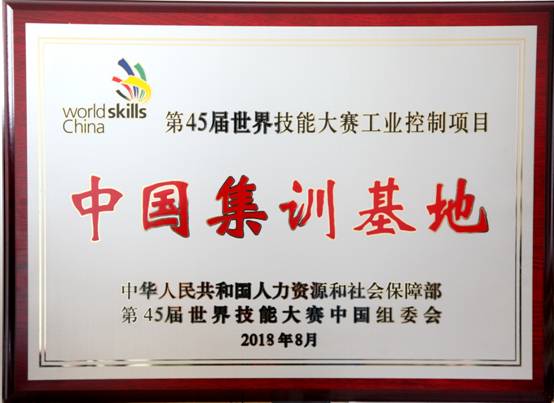 worldskills
China
第45届世界技能大赛工业控制项目
中国集训基地
中华人民共和国人力资源和社会保障部
第45届世界技能大赛中国组委会
2018年8月